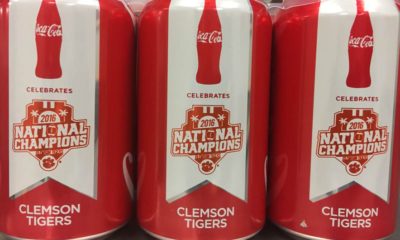 Coca-Cola
CELEBRATES
2016
NATIONAL
CHAMPIONS
CLEMSON
TIGERS
Coca-Cola
CELEBRATES
2016
NATIONAL
CHAMPIONS
CLEMSON
TIGERS
Coca-Cola
CELEBRATES
2016
NATIONAL
CHAMPIONS
CLEMSON
TIGERS